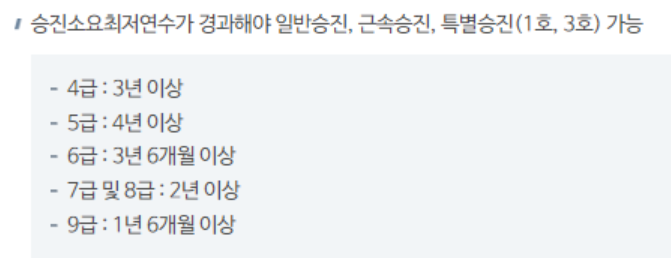 승진소요최저연수가 경과해야 일반승진, 근속승진, 특별승진(1호, 3호) 가능
- 4급 : 3년 이상
- 5급 : 4년 이상
- 6급 : 3년 6개월 이상
- 7급 및 8급 : 2년 이상
- 9급 : 1년 6개월 이상